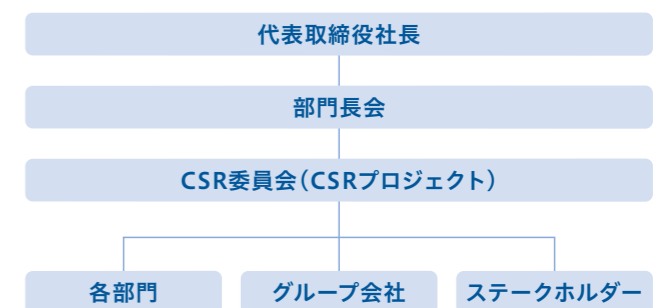 代表取締役社長
部門長会
CSR委員会（CSRプロジェクト）
各部門
グループ会社
ステークホルダー